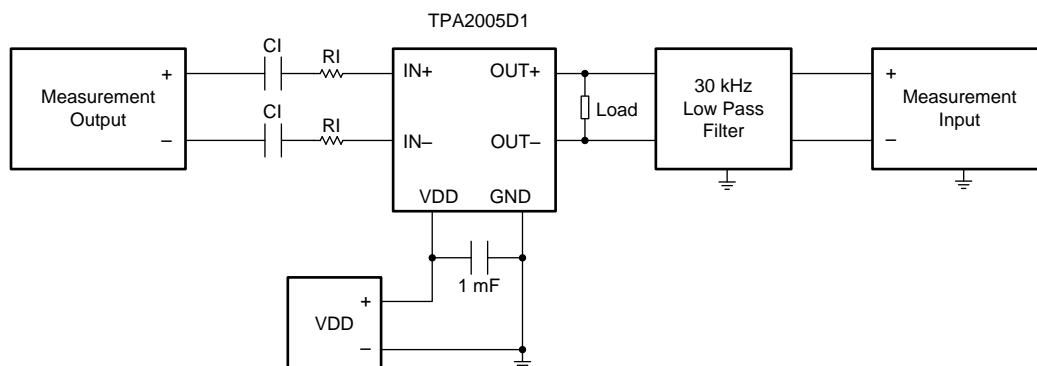 TPA2005D1
CI
RI
+
IN+
OUT+
+
Measurement
Output
CI
RI
Load
30 kHz
Low Pass
Filter
Measurement
Input
–
IN–
OUT–
–
VDD
GND
1 mF
+
VDD
–